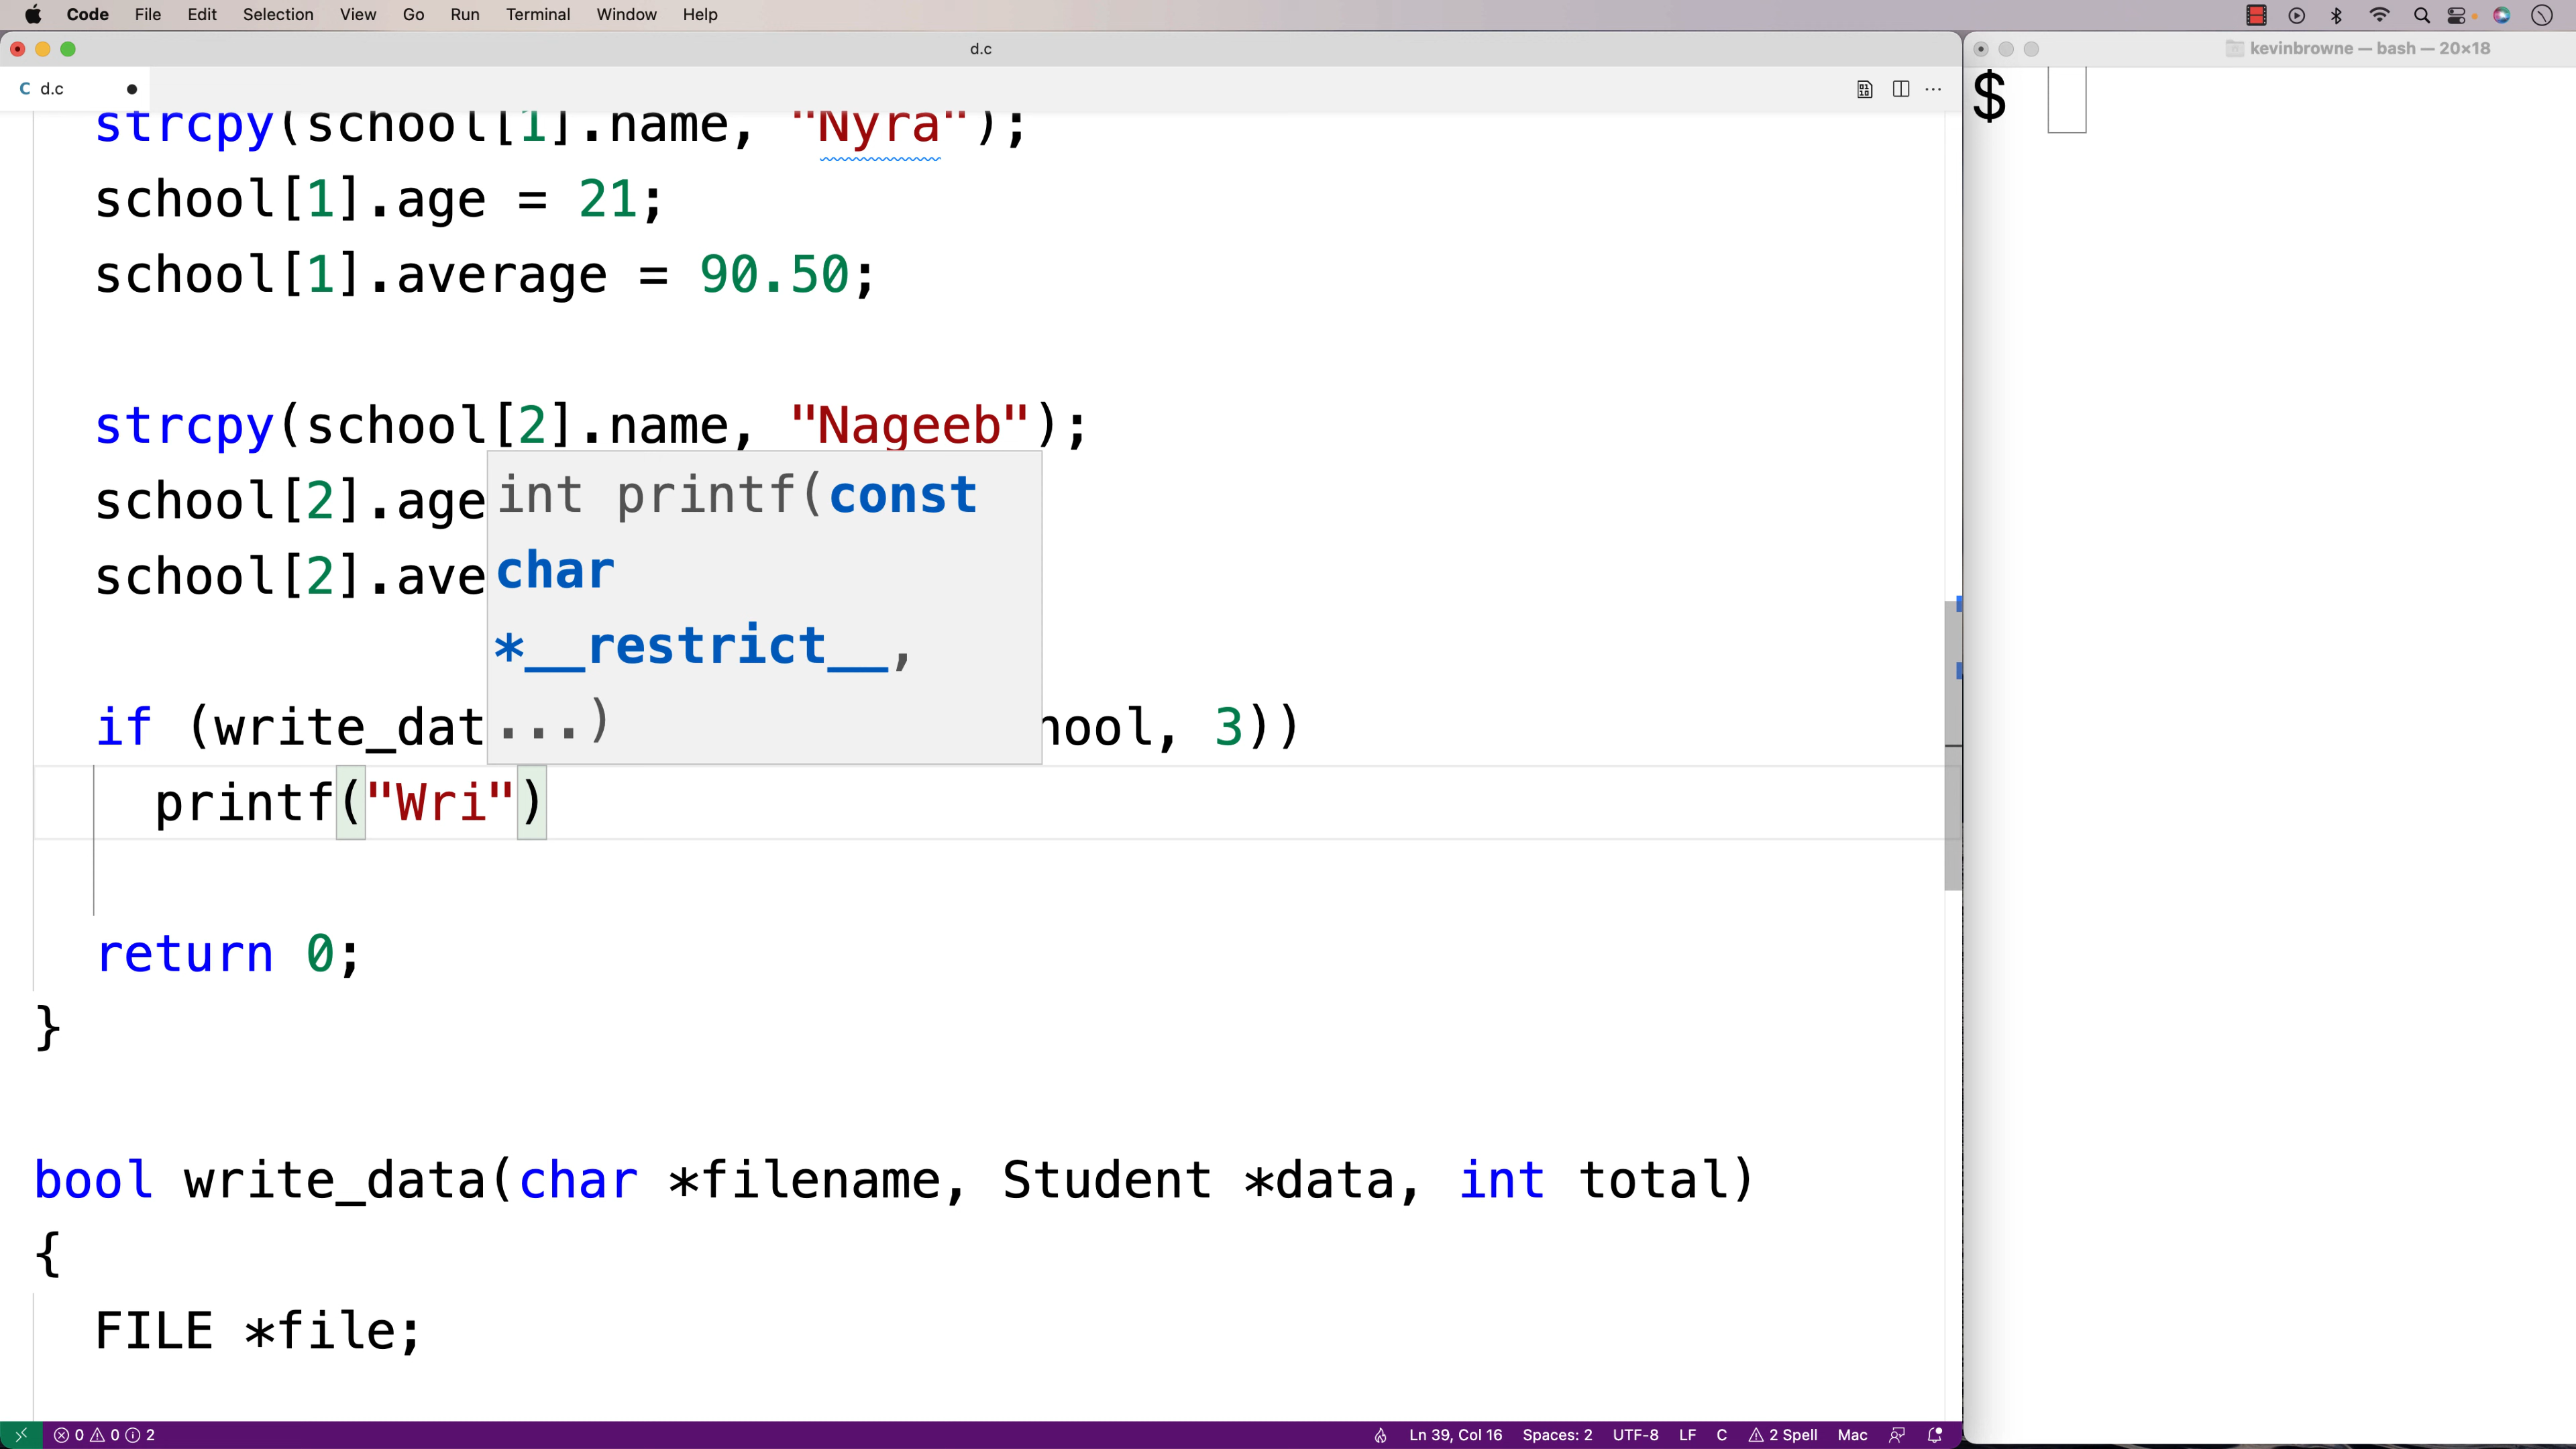 Code File Edit Selection View Go Run Terminal Window Help
d.c
kevinbrowne — bash — 20×18
C d.c
$
strcpy(school[1].name, "Nyra");
school[1].age = 21;
school[1].average = 90.50;
strcpy(school[2].name, "Nageeb");
school[2].age
school[2].ave
int printf(const
char
*__restrict__,
...)
if (write_dat hool, 3))
printf("Wri")
return 0;
}
bool write_data(char *filename, Student *data, int total)
{
FILE *file;
0 0 2 Ln 39, Col 16 Spaces: 2 UTF-8 LF C 2 Spell Mac